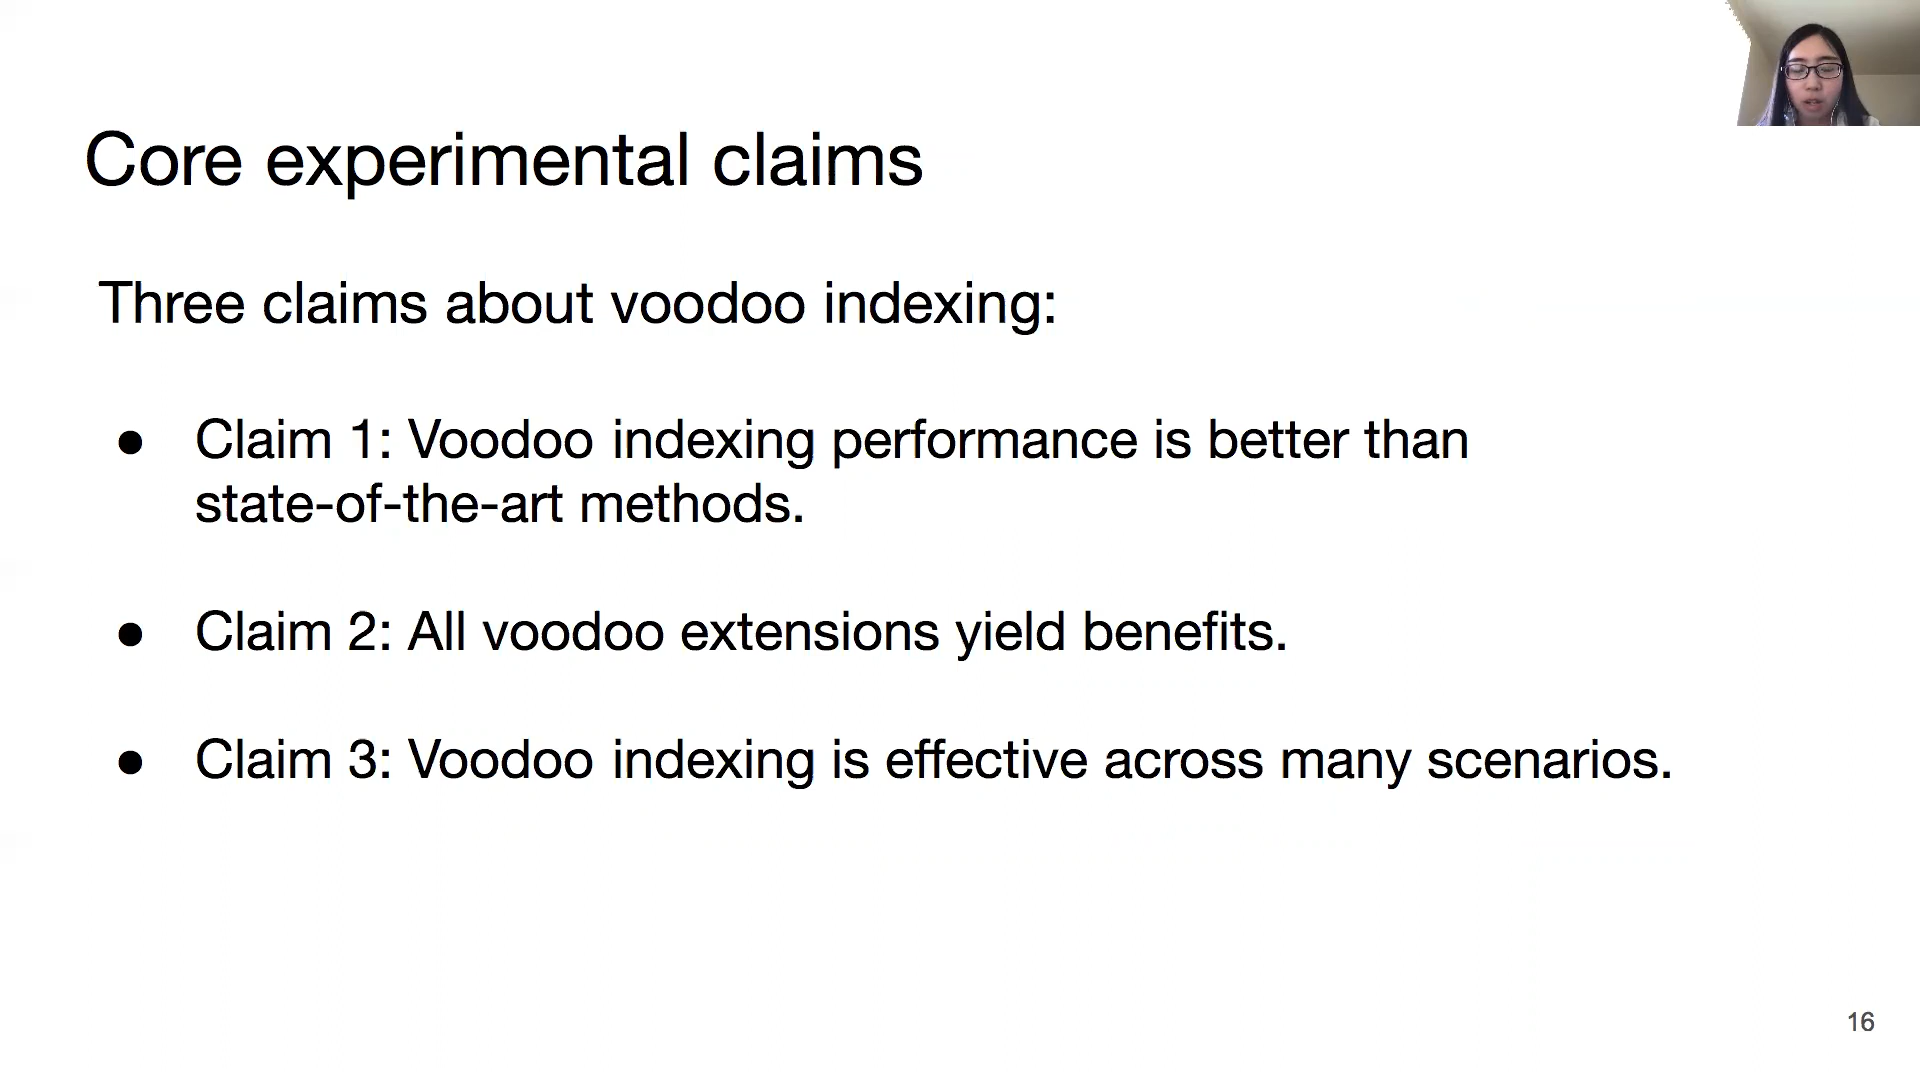 Core experimental claims
Three claims about voodoo indexing:
● Claim 1: Voodoo indexing performance is better than
state-of-the-art methods.
● Claim 2: All voodoo extensions yield benefits.
● Claim 3: Voodoo indexing is effective across many scenarios.
16